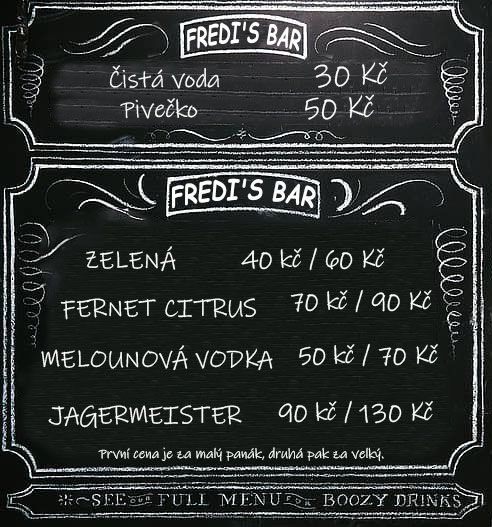 FREDI'S BAR
Čistá voda 30 Kč
Pivečko 50 Kč
FREDI'S BAR
ZELENÁ 40 kč / 60 Kč
FERNET CITRUS 70 kč / 90 Kč
MELOUNOVÁ VODKA 50 kč / 70 Kč
JAGERMEISTER 90 kč / 130 Kč
První cena je za malý panák, druhá pak za velký.
SEE OUR FULL MENU FOR BOOZY DRINKS